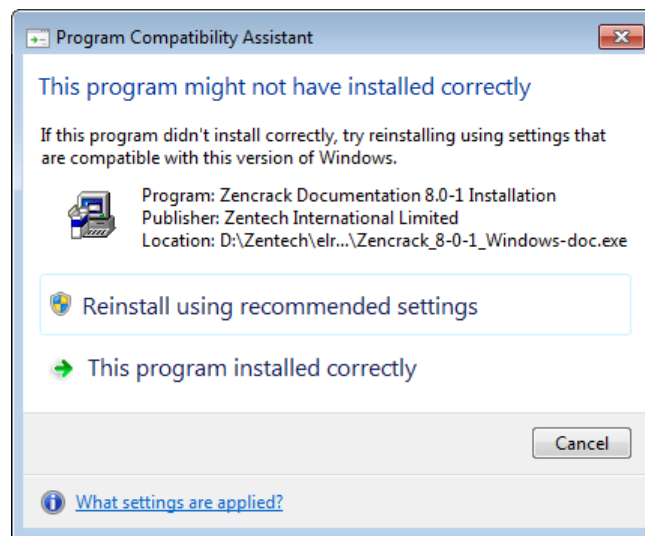 Program Compatibility Assistant
This program might not have installed correctly
If this program didn't install correctly, try reinstalling using settings that
are compatible with this version of Windows.
Program: Zencrack Documentation 8.0-1 Installation
Publisher: Zentech International Limited
Location: D:\Zentech\elr...\Zencrack_8-0-1_Windows-doc.exe
Reinstall using recommended settings
This program installed correctly
Cancel
What settings are applied?